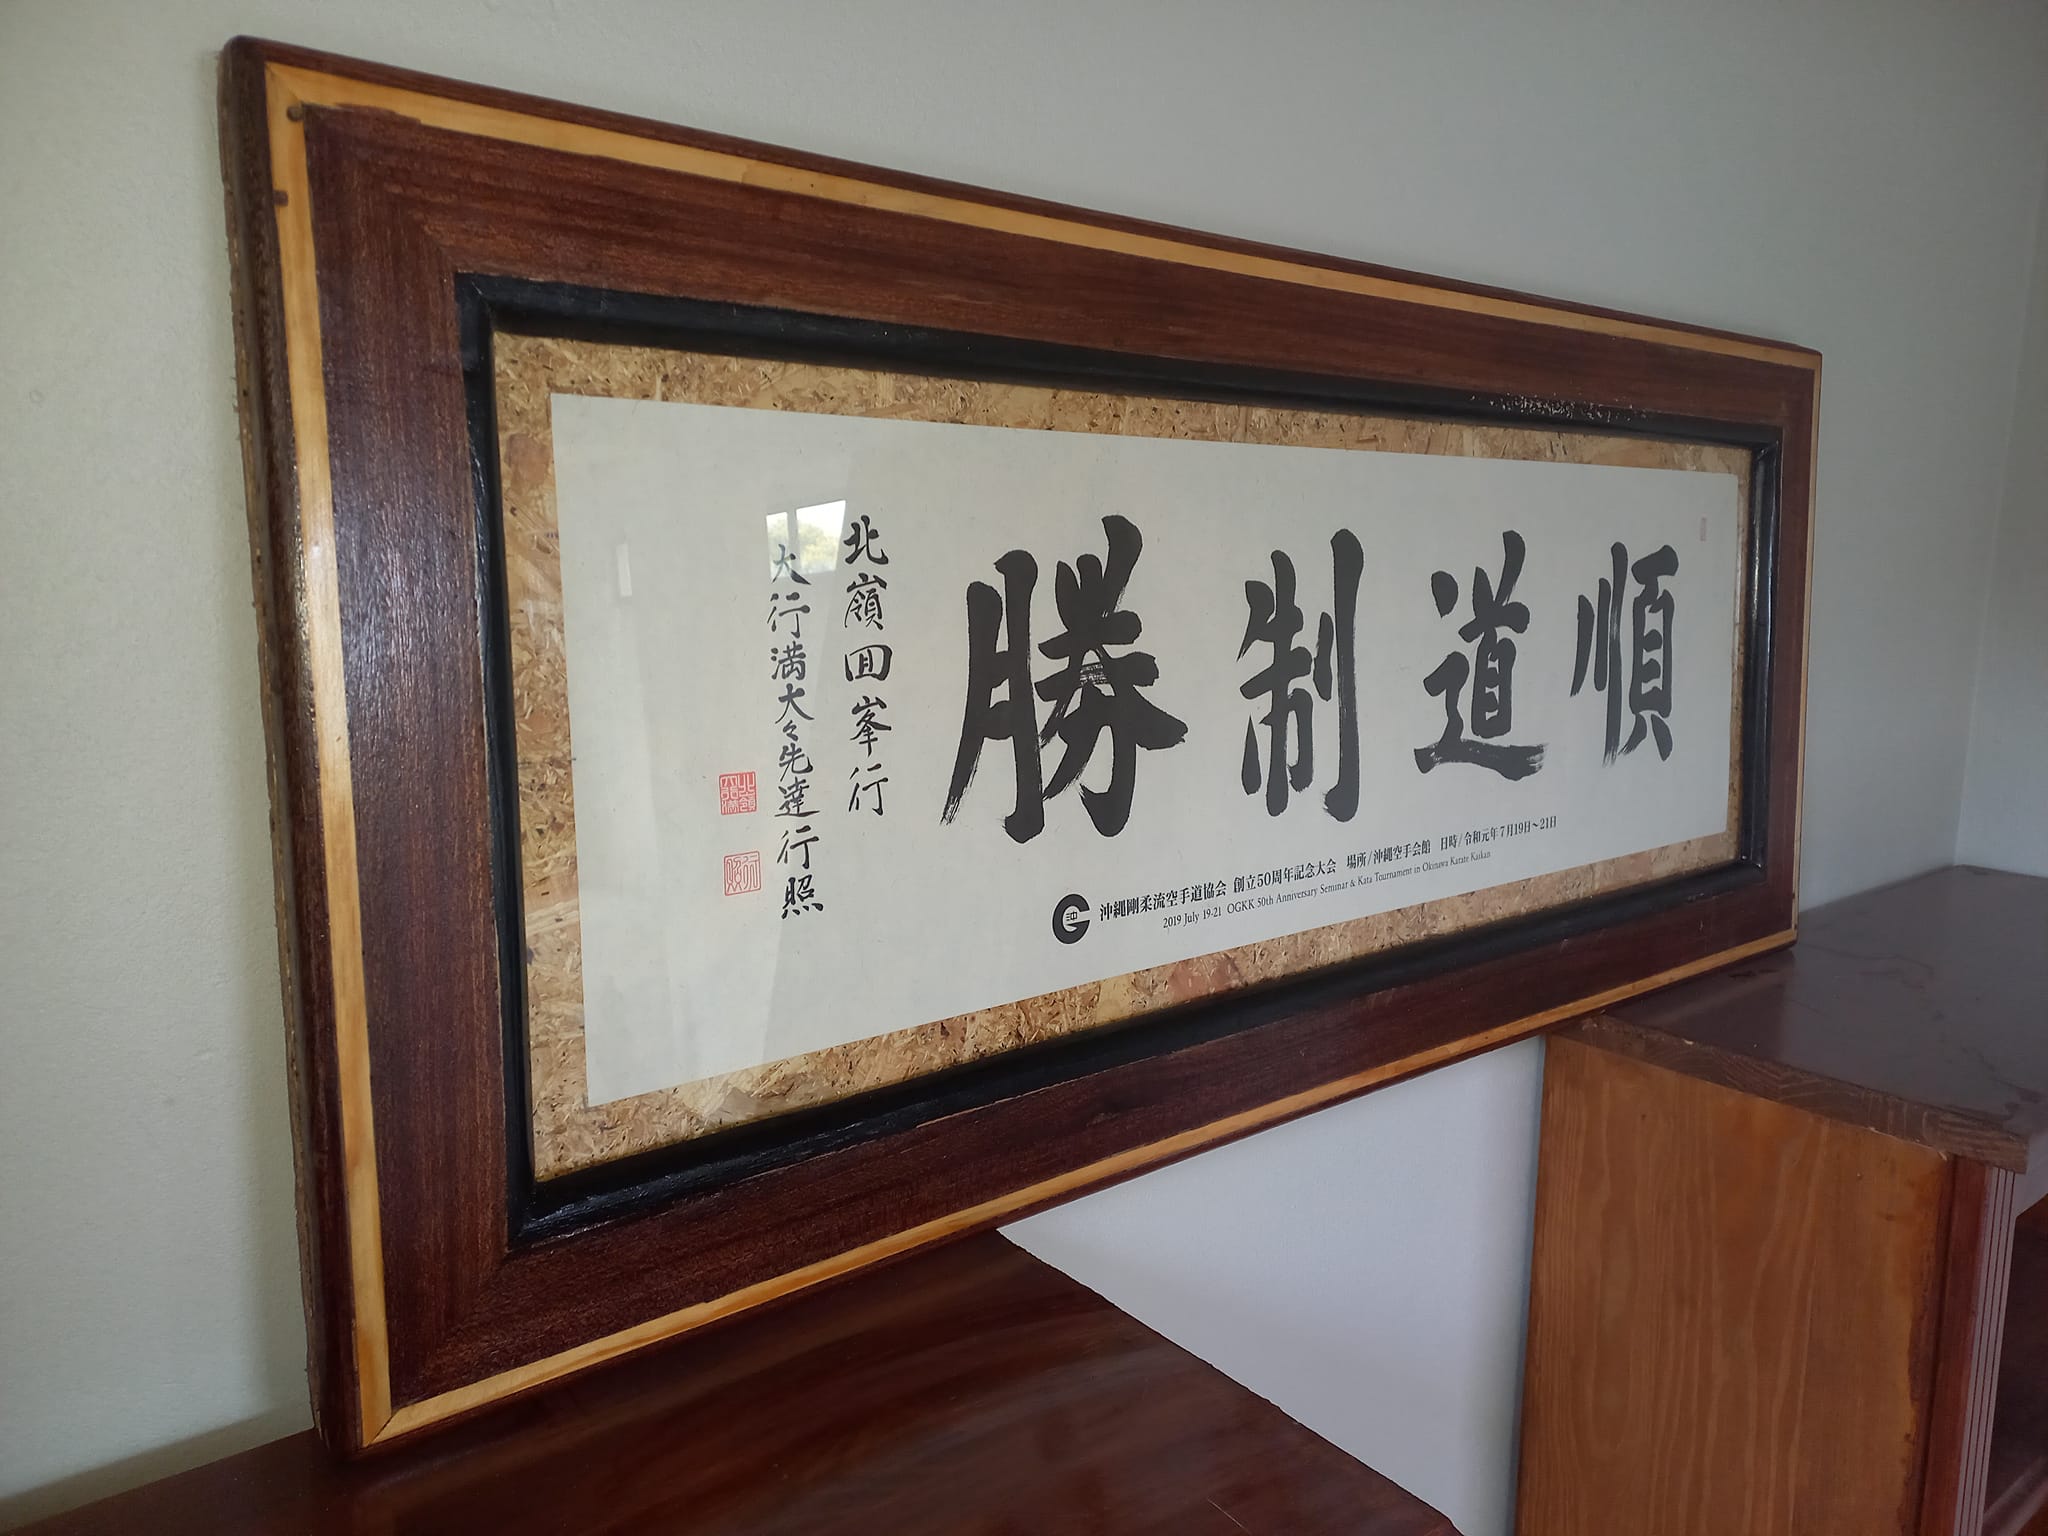 順道制勝
北嶺回峯行
大行満大々先達行照
沖縄剛柔流空手道協会 創立50周年記念大会 場所/沖縄空手会館 日時/令和元年7月19日～21日
2019 July 19-21 OGKK 50th Anniversary Seminar & Kata Tournament in Okinawa Karate Kaikan